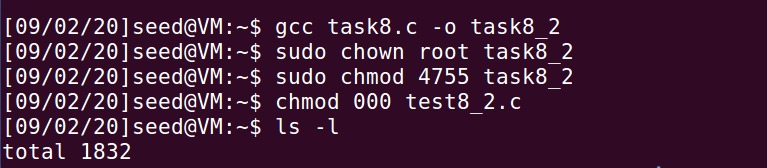 [09/02/20]seed@VM:~$ gcc task8.c -o task8_2
[09/02/20]seed@VM:~$ sudo chown root task8_2
[09/02/20]seed@VM:~$ sudo chmod 4755 task8_2
[09/02/20]seed@VM:~$ chmod 000 test8_2.c
[09/02/20]seed@VM:~$ ls -l
total 1832